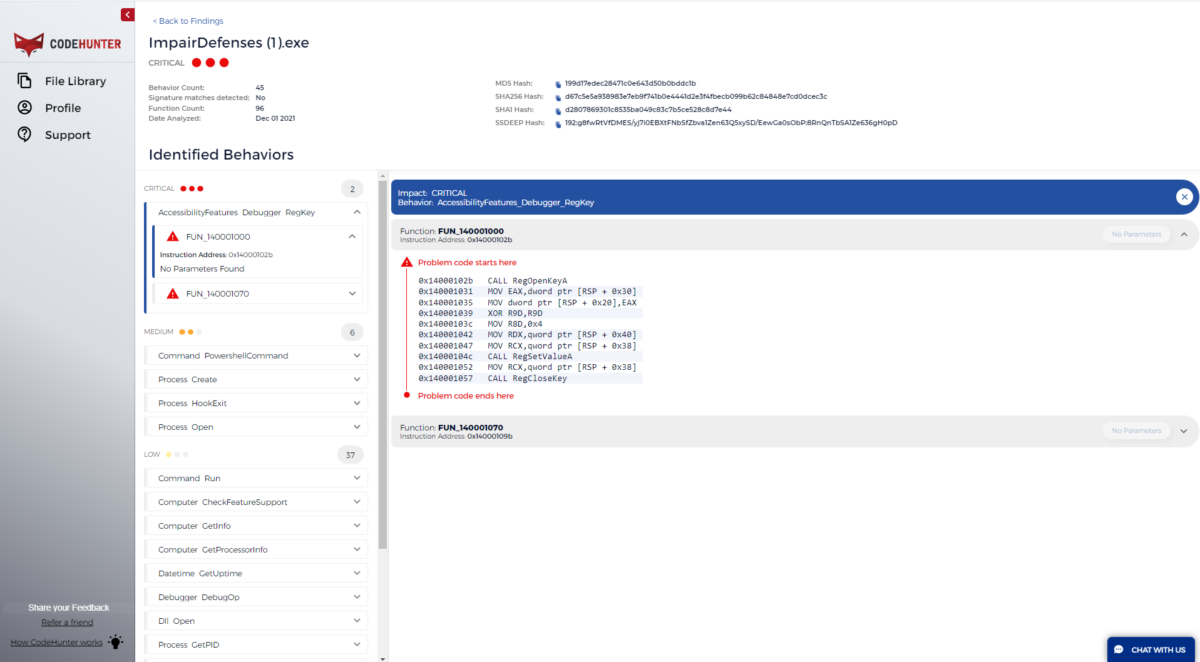 < Back to Findings
CODEHUNTER
ImpairDefenses (1).exe
CRITICAL
File Library
Profile
Support
Behavior Count: 45
Signature matches detected: No
Function Count: 96
Date Analyzed: Dec 01 2021
MD5 Hash: 199d17edec28471c0e643d50b0bddc1b
SHA256 Hash: d67c5e5a938983e7eb9f741b0e4441d2e3f4fbecb099b62c84848e7cd0dcec3c
SHA1 Hash: d2807869301c8535ba049c83c7b5ce528c8d7e44
SSDEEP Hash: 192:g8fwRtVfDMES/yj7i0EBXtFNbSfZbva1Zen63Q5xySD/EewGa0sObP:8RnQnTbSA1Ze636gH0pD
Identified Behaviors
CRITICAL 2
AccessibilityFeatures Debugger RegKey
FUN_140001000
Instruction Address: 0x14000102b
No Parameters Found
FUN_140001070
MEDIUM 6
Command PowershellCommand
Process Create
Process HookExit
Process Open
LOW 37
Command Run
Computer CheckFeatureSupport
Computer GetInfo
Computer GetProcessorInfo
Datetime GetUptime
Debugger DebugOp
Dll Open
Process GetPID
Impact: CRITICAL
Behavior: AccessibilityFeatures_Debugger_RegKey
Function: FUN_140001000
Instruction Address: 0x14000102b
No Parameters
Problem code starts here
0x14000102b CALL RegOpenKeyA
0x140001031 MOV EAX,dword ptr [RSP + 0x30]
0x140001035 MOV dword ptr [RSP + 0x20],EAX
0x140001039 XOR R9D,R9D
0x14000103c MOV R8D,0x4
0x140001042 MOV RDX,qword ptr [RSP + 0x40]
0x140001047 MOV RCX,qword ptr [RSP + 0x38]
0x14000104c CALL RegSetValueA
0x140001052 MOV RCX,qword ptr [RSP + 0x38]
0x140001057 CALL RegCloseKey
Problem code ends here
Function: FUN_140001070
Instruction Address: 0x14000109b
No Parameters
Share your Feedback
Refer a friend
How CodeHunter works
CHAT WITH US